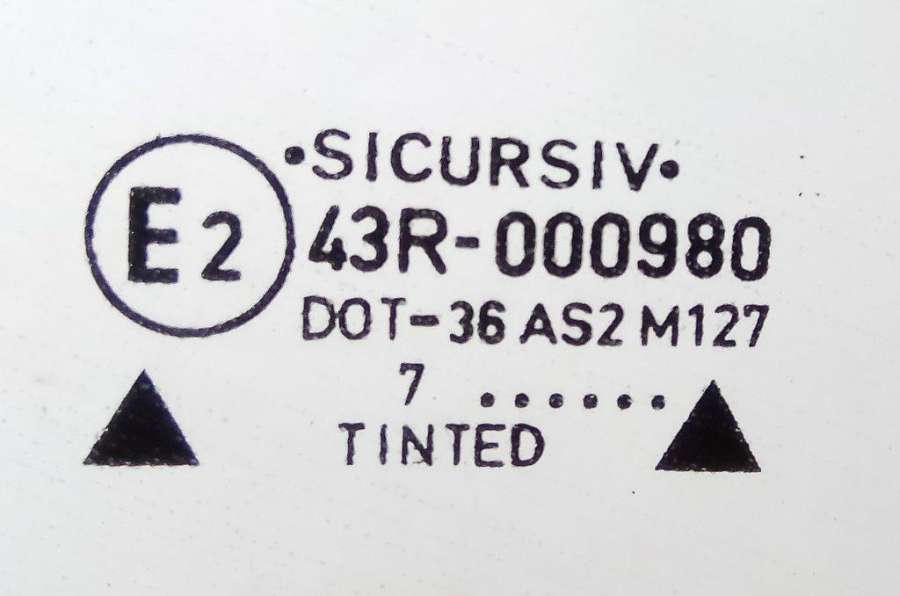 •SICURSIV•
E2
43R-000980
DOT-36 AS2 M127
7 ......
TINTED